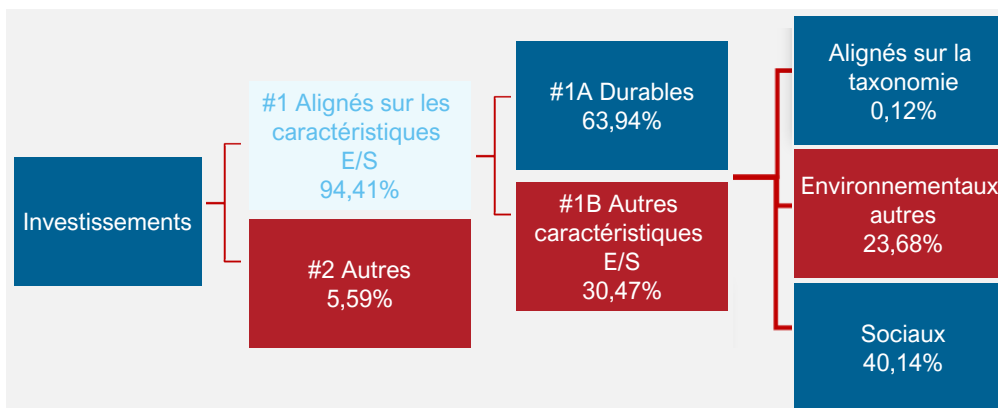 Investissements
#1 Alignés sur les
caractéristiques
E/S
94,41%
#2 Autres
5,59%
#1A Durables
63,94%
#1B Autres
caractéristiques
E/S
30,47%
Alignés sur la
taxonomie
0,12%
Environnementaux
autres
23,68%
Sociaux
40,14%